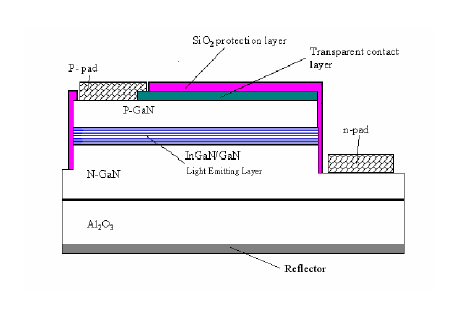 SiO₂ protection layer
Transparent contact
layer
P- pad
P-GaN
n-pad
InGaN/GaN
Light Emitting Layer
N-GaN
Al₂O₃
Reflector